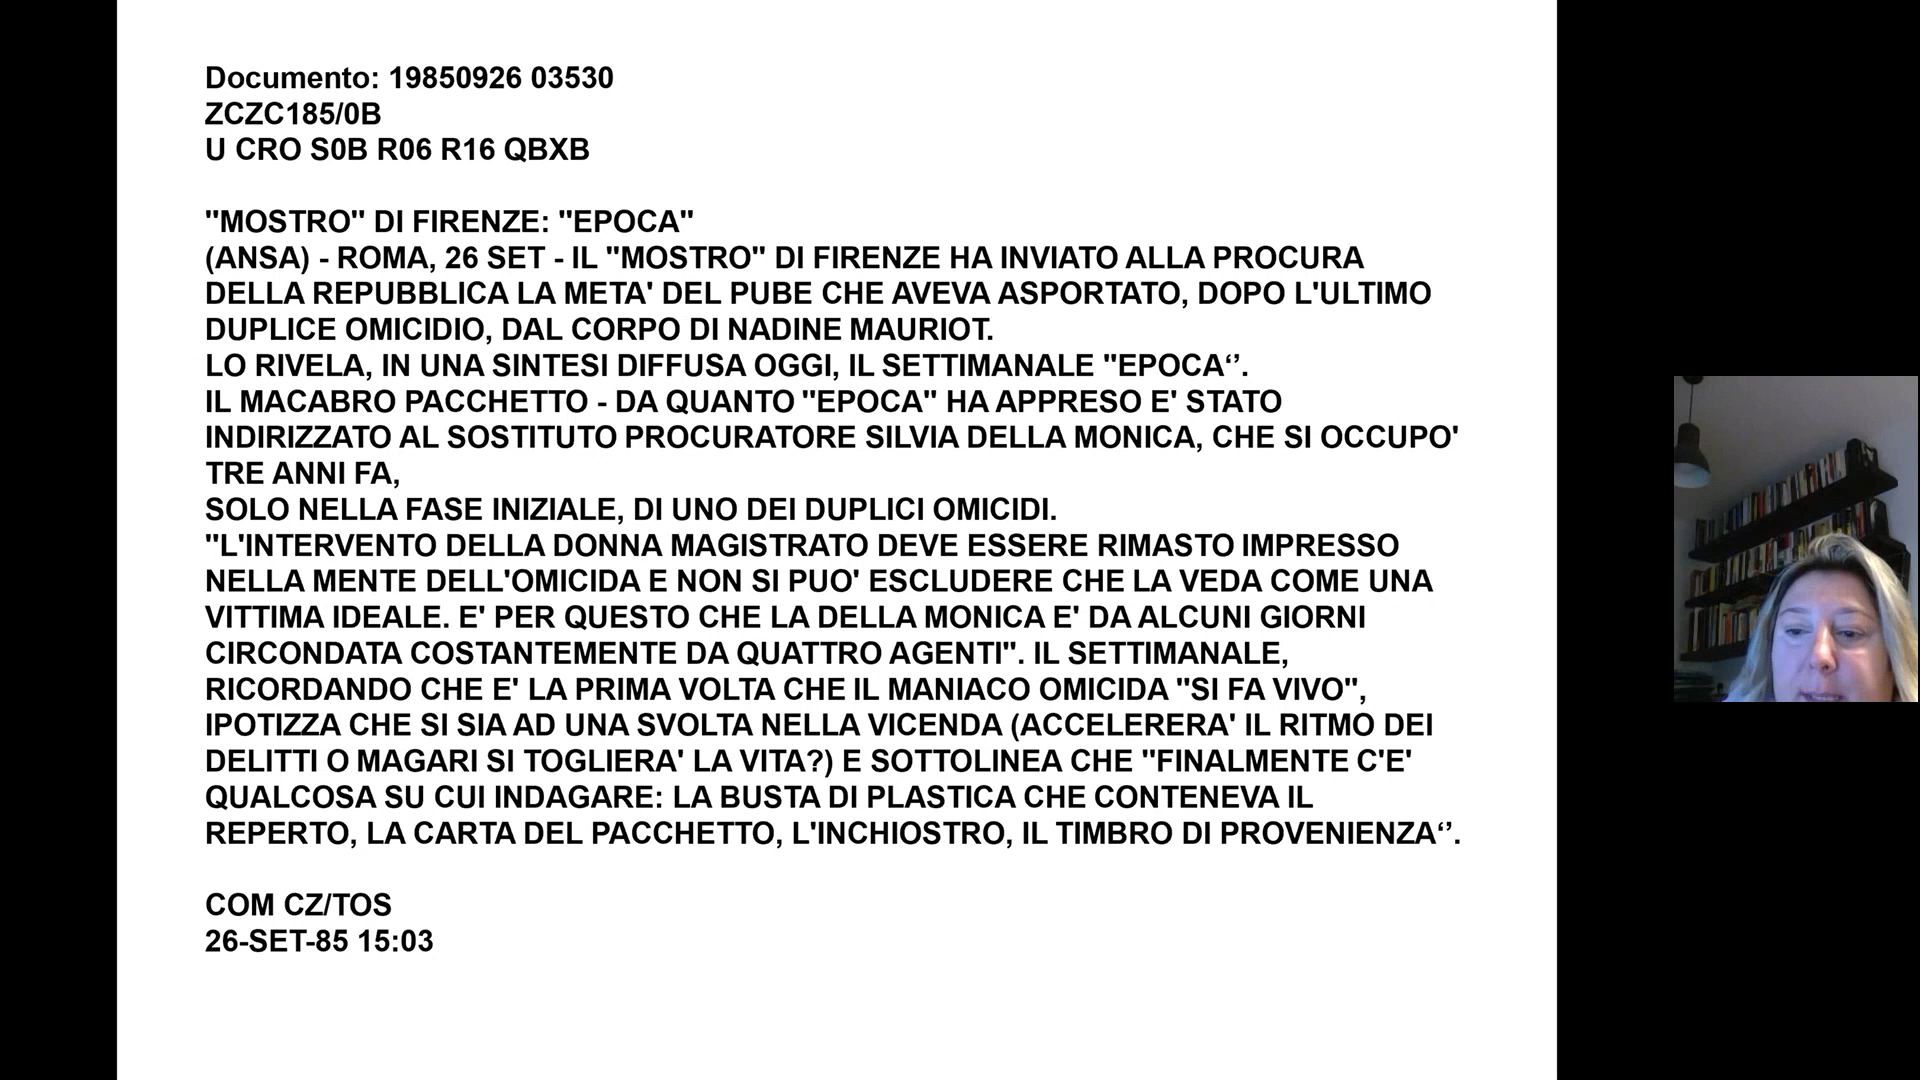 Documento: 19850926 03530
ZCZC185/0B
U CRO S0B R06 R16 QBXB
"MOSTRO" DI FIRENZE: "EPOCA"
(ANSA) - ROMA, 26 SET - IL "MOSTRO" DI FIRENZE HA INVIATO ALLA PROCURA
DELLA REPUBBLICA LA META' DEL PUBE CHE AVEVA ASPORTATO, DOPO L'ULTIMO
DUPLICE OMICIDIO, DAL CORPO DI NADINE MAURIOT.
LO RIVELA, IN UNA SINTESI DIFFUSA OGGI, IL SETTIMANALE "EPOCA‘’.
IL MACABRO PACCHETTO - DA QUANTO "EPOCA" HA APPRESO E' STATO
INDIRIZZATO AL SOSTITUTO PROCURATORE SILVIA DELLA MONICA, CHE SI OCCUPO'
TRE ANNI FA,
SOLO NELLA FASE INIZIALE, DI UNO DEI DUPLICI OMICIDI.
"L'INTERVENTO DELLA DONNA MAGISTRATO DEVE ESSERE RIMASTO IMPRESSO
NELLA MENTE DELL'OMICIDA E NON SI PUO' ESCLUDERE CHE LA VEDA COME UNA
VITTIMA IDEALE. E' PER QUESTO CHE LA DELLA MONICA E' DA ALCUNI GIORNI
CIRCONDATA COSTANTEMENTE DA QUATTRO AGENTI". IL SETTIMANALE,
RICORDANDO CHE E' LA PRIMA VOLTA CHE IL MANIACO OMICIDA "SI FA VIVO",
IPOTIZZA CHE SI SIA AD UNA SVOLTA NELLA VICENDA (ACCELERERA' IL RITMO DEI
DELITTI O MAGARI SI TOGLIERA' LA VITA?) E SOTTOLINEA CHE "FINALMENTE C'E'
QUALCOSA SU CUI INDAGARE: LA BUSTA DI PLASTICA CHE CONTENEVA IL
REPERTO, LA CARTA DEL PACCHETTO, L'INCHIOSTRO, IL TIMBRO DI PROVENIENZA‘’.
COM CZ/TOS
26-SET-85 15:03